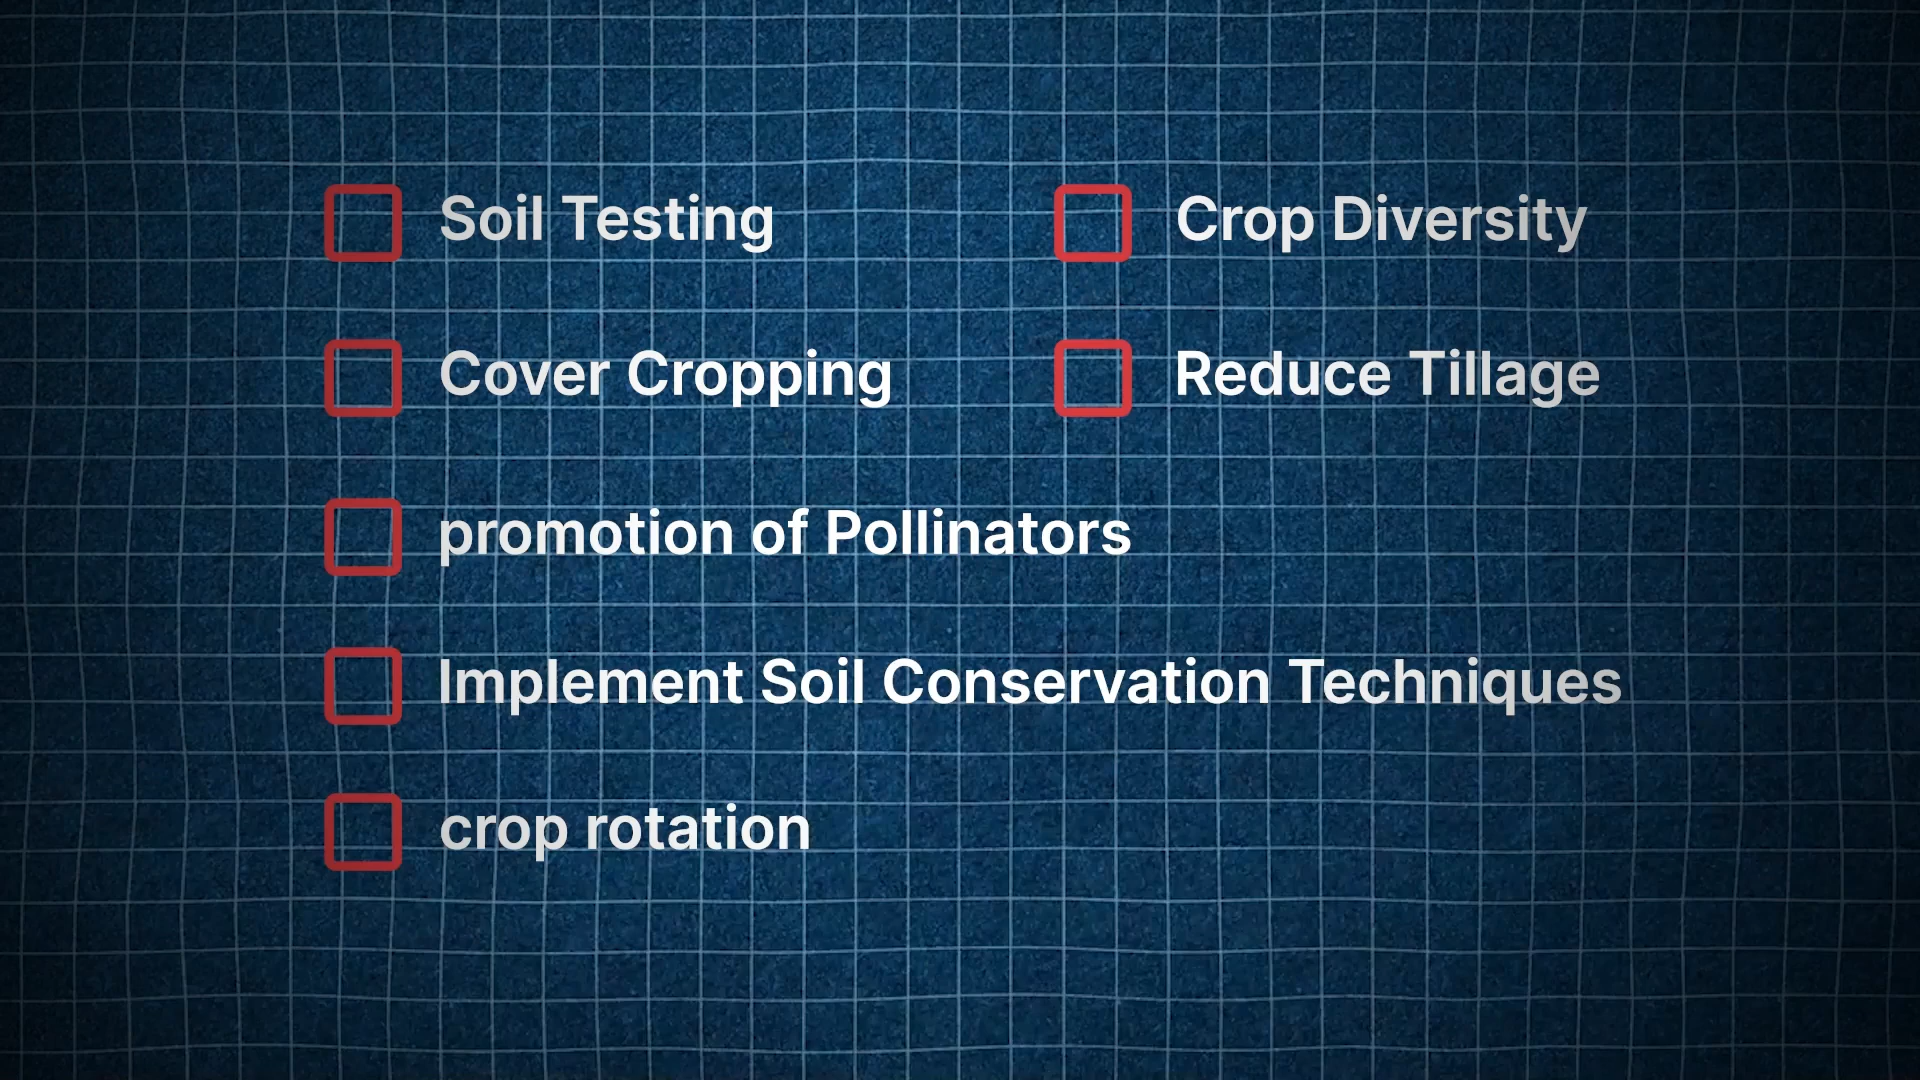 Soil Testing
Crop Diversity
Cover Cropping
Reduce Tillage
promotion of Pollinators
Implement Soil Conservation Techniques
crop rotation